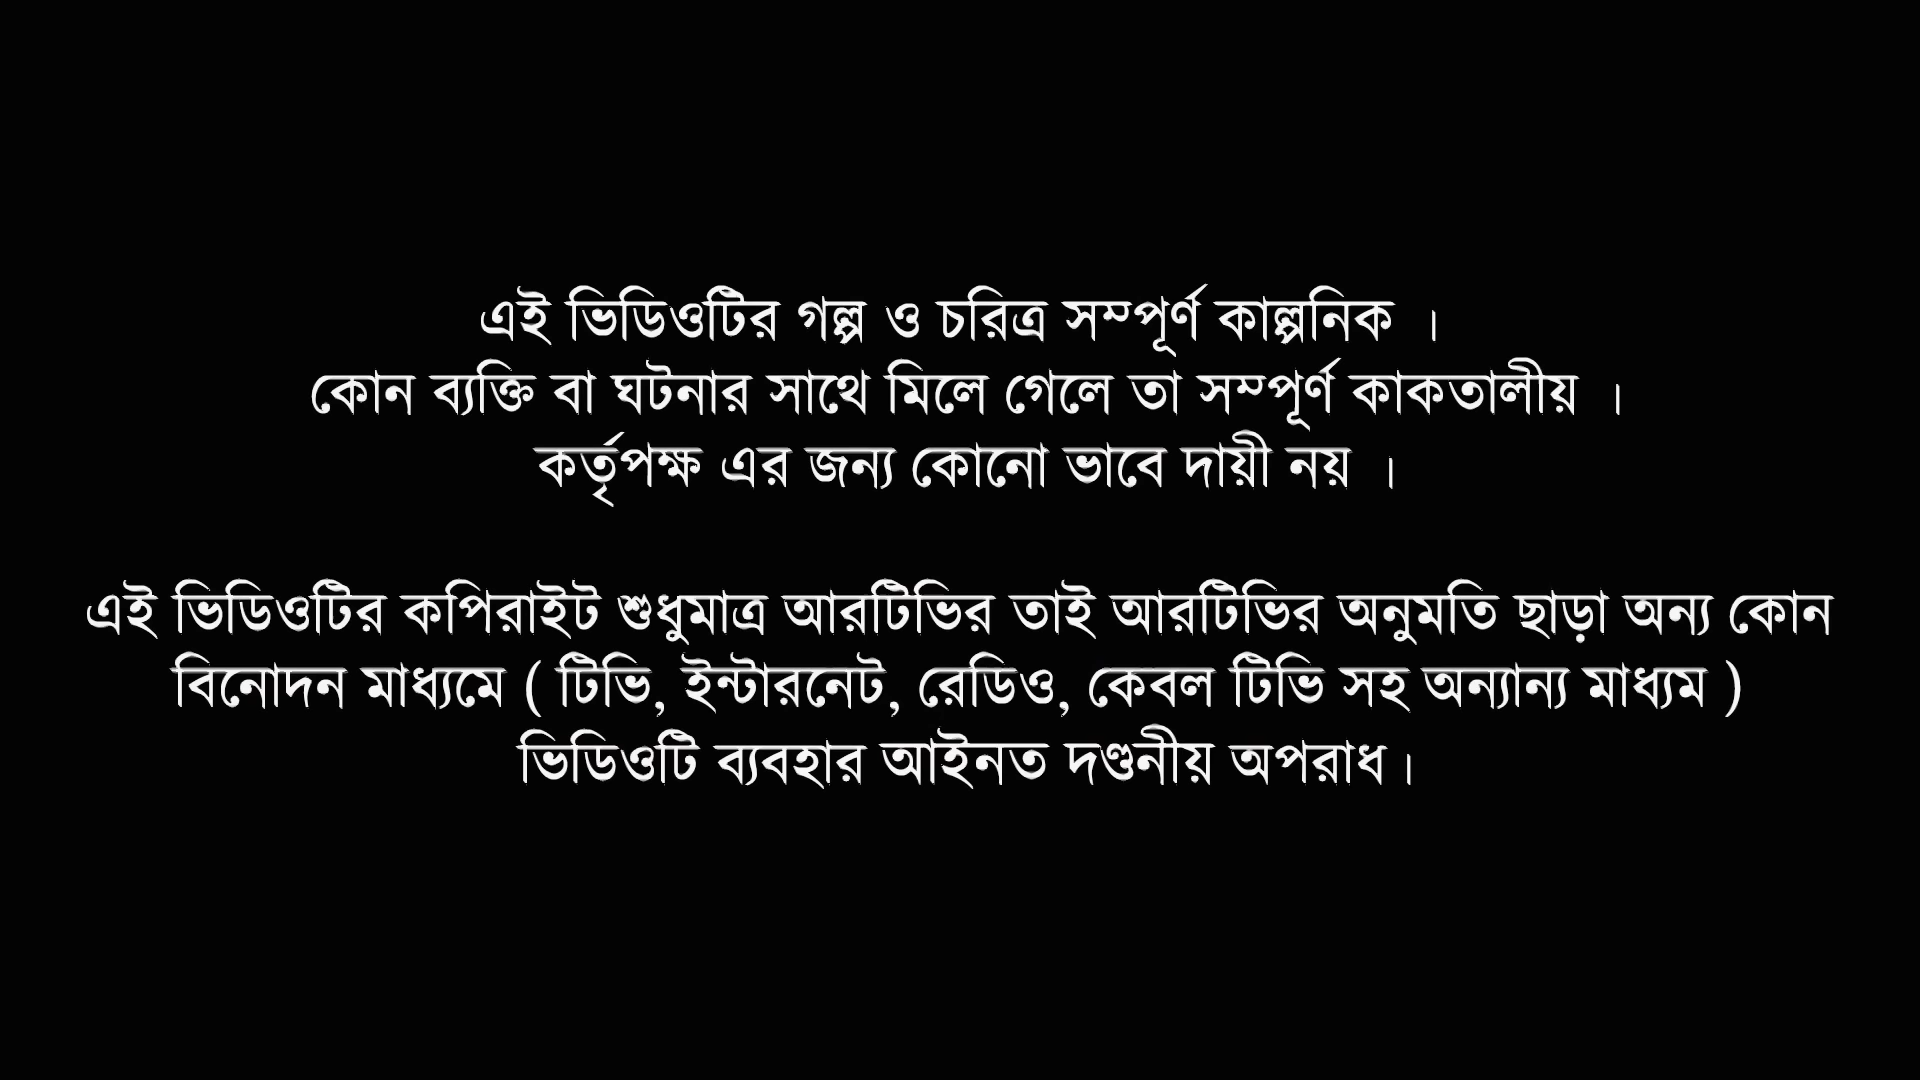 এই ভিডিওটির গল্প ও চরিত্র সম্পূর্ণ কাল্পনিক ।
কোন ব্যক্তি বা ঘটনার সাথে মিলে গেলে তা সম্পূর্ণ কাকতালীয় ।
কর্তৃপক্ষ এর জন্য কোনো ভাবে দায়ী নয় ।
এই ভিডিওটির কপিরাইট শুধুমাত্র আরটিভির তাই আরটিভির অনুমতি ছাড়া অন্য কোন
বিনোদন মাধ্যমে ( টিভি, ইন্টারনেট, রেডিও, কেবল টিভি সহ অন্যান্য মাধ্যম )
ভিডিওটি ব্যবহার আইনত দণ্ডনীয় অপরাধ।